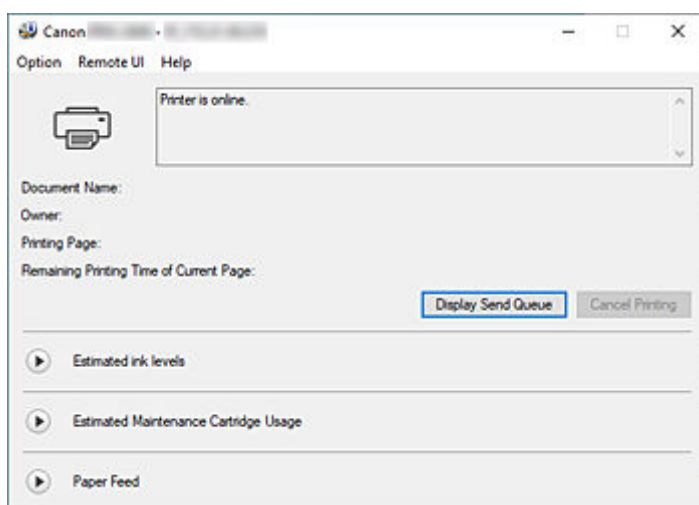 Canon -
Option Remote UI Help
Printer is online.
Document Name:
Owner:
Printing Page:
Remaining Printing Time of Current Page:
Display Send Queue Cancel Printing
Estimated ink levels
Estimated Maintenance Cartridge Usage
Paper Feed